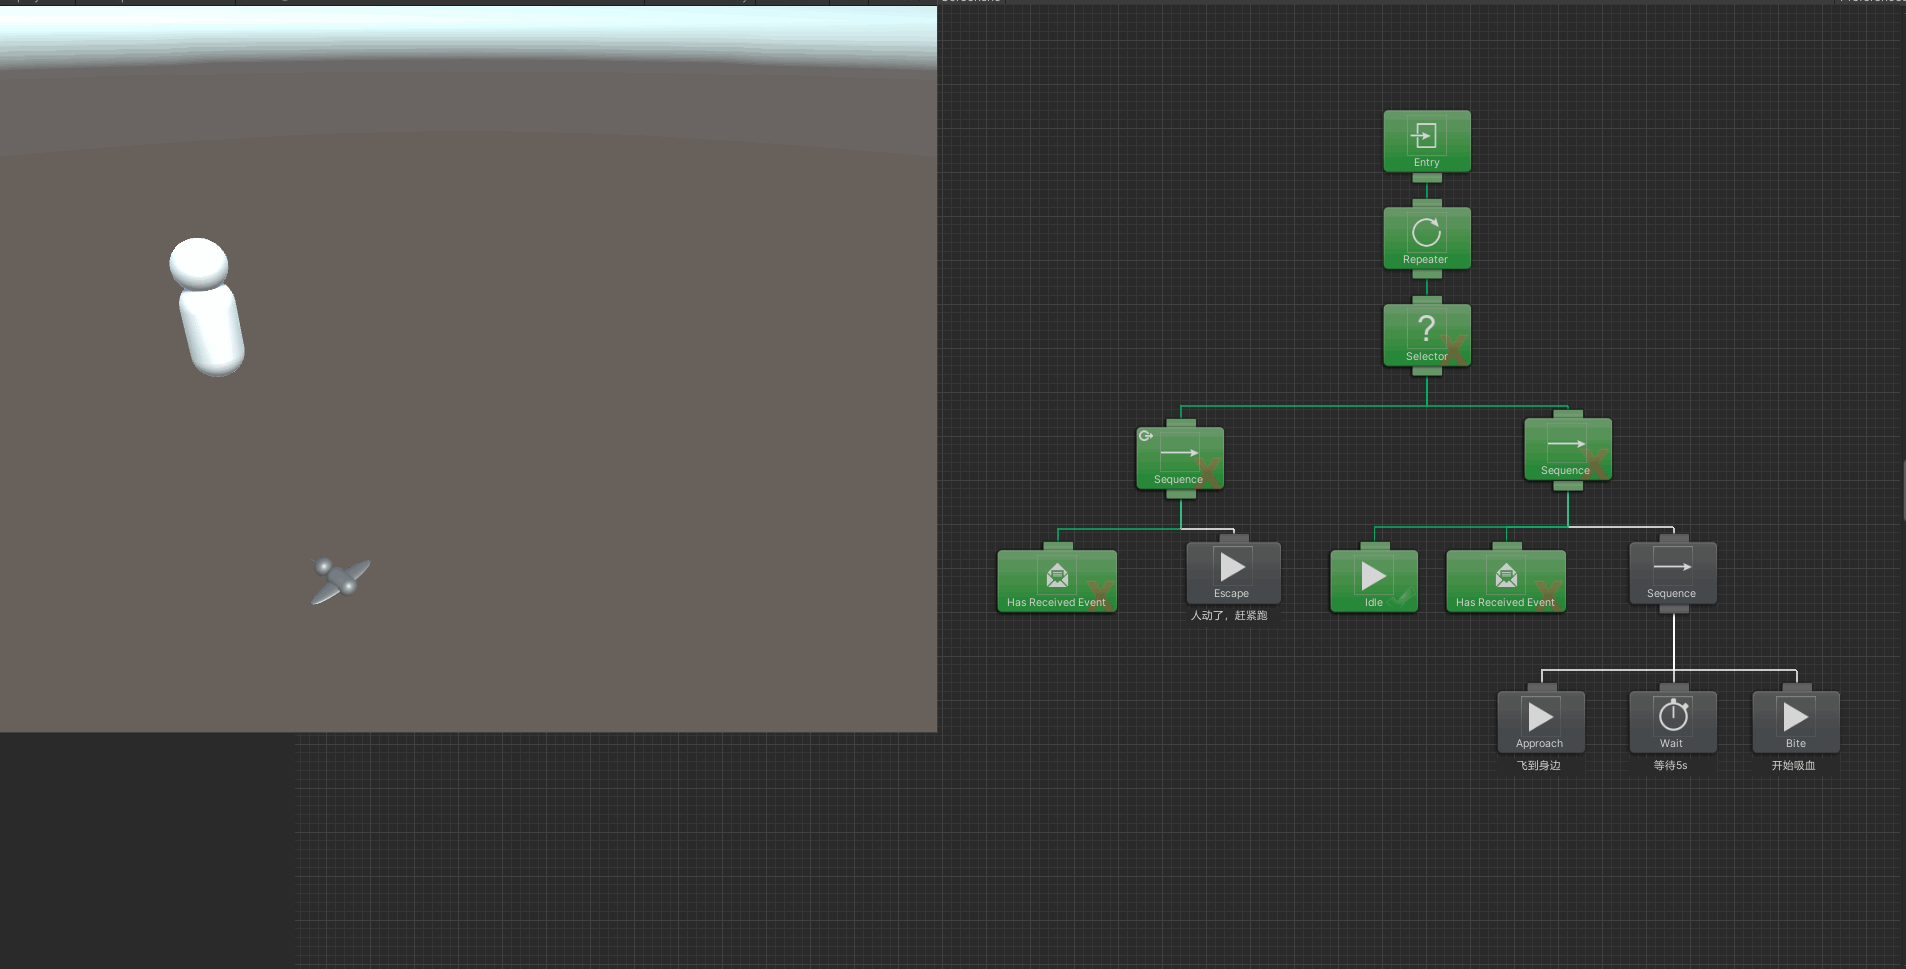 Entry
Repeater
?
Selector
Sequence
Sequence
Has Received Event
Escape
人动了，赶紧跑
Idle
Has Received Event
Sequence
Approach
飞到身边
Wait
等待5s
Bite
开始吸血